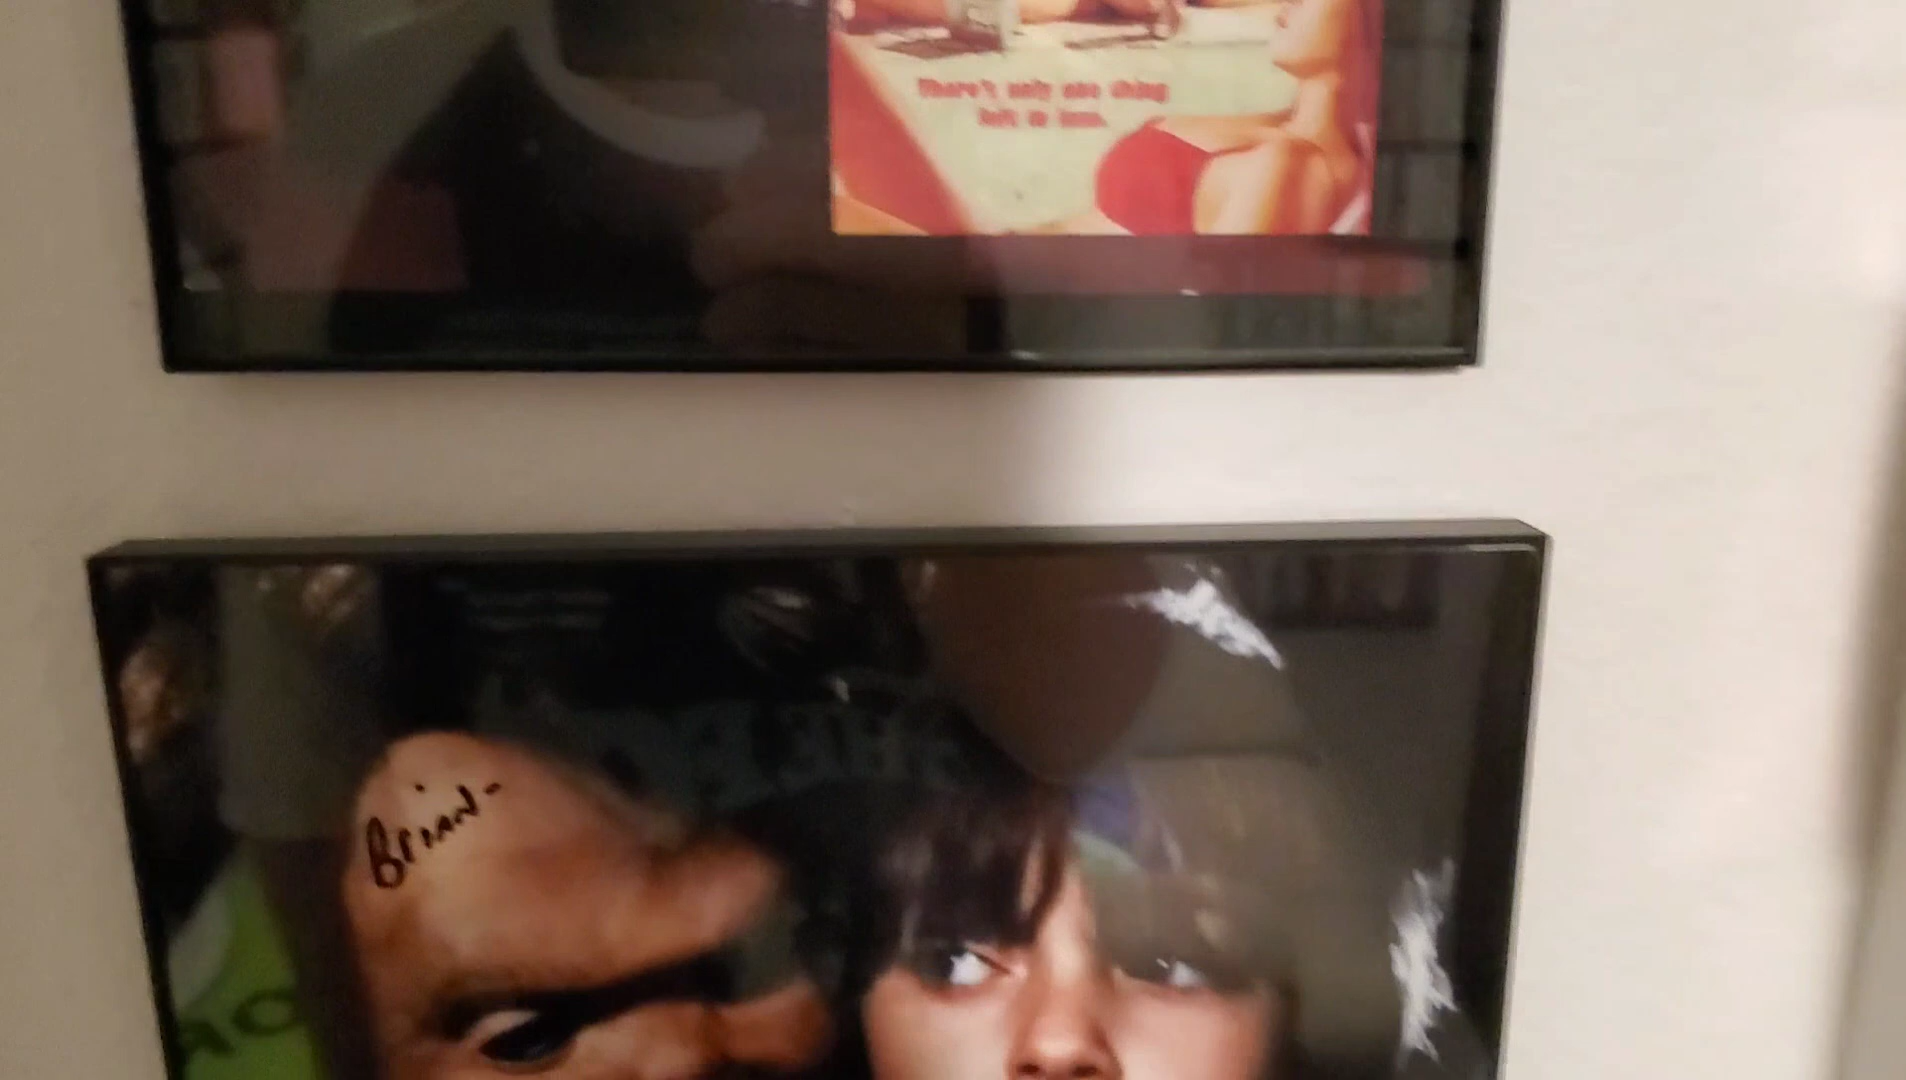 There's only one thing
left to lose.
Brian-